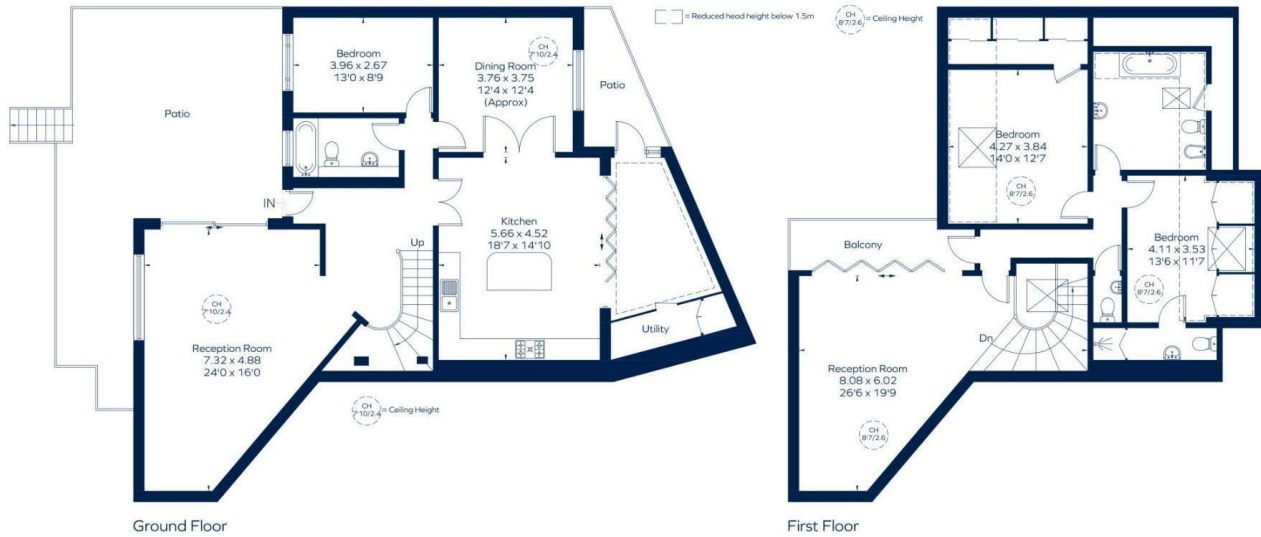 = Reduced head height below 1.5m
CH
8'7/2.6
= Ceiling Height
Bedroom
3.96 x 2.67
13'0 x 8'9
CH
7'10/2.4
Dining Room
3.76 x 3.75
12'4 x 12'4
(Approx)
Patio
Patio
IN
Up
Kitchen
5.66 x 4.52
18'7 x 14'10
CH
7'10/2.4
Reception Room
7.32 x 4.88
24'0 x 16'0
Utility
CH
7'10/2.4
= Ceiling Height
Ground Floor
Bedroom
4.27 x 3.84
14'0 x 12'7
CH
8'7/2.6
Balcony
Bedroom
4.11 x 3.53
13'6 x 11'7
CH
8'7/2.6
Dn
Reception Room
8.08 x 6.02
26'6 x 19'9
CH
8'7/2.6
First Floor